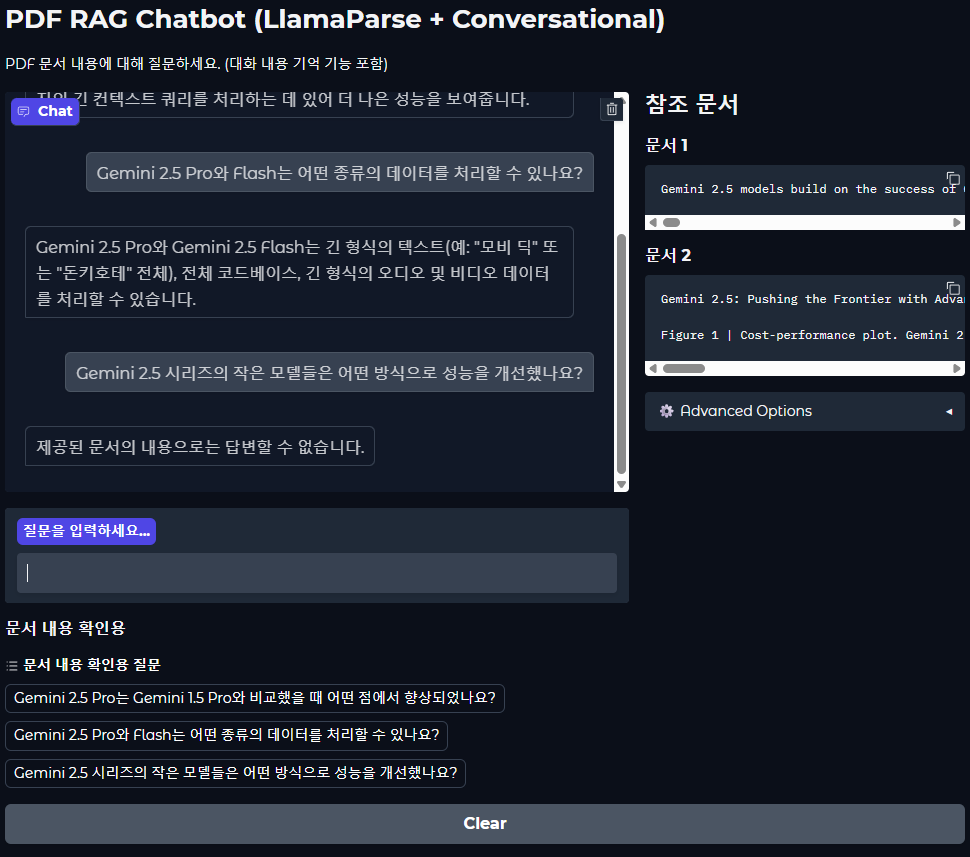 PDF RAG Chatbot (LlamaParse + Conversational)
PDF 문서 내용에 대해 질문하세요. (대화 내용 기억 기능 포함)
Chat
긴 컨텍스트 쿼리를 처리하는 데 있어 더 나은 성능을 보여줍니다.
Gemini 2.5 Pro와 Flash는 어떤 종류의 데이터를 처리할 수 있나요?
Gemini 2.5 Pro와 Gemini 2.5 Flash는 긴 형식의 텍스트(예: "모비 딕" 또
는 "돈키호테" 전체), 전체 코드베이스, 긴 형식의 오디오 및 비디오 데이터
를 처리할 수 있습니다.
Gemini 2.5 시리즈의 작은 모델들은 어떤 방식으로 성능을 개선했나요?
제공된 문서의 내용으로는 답변할 수 없습니다.
질문을 입력하세요...
참조 문서
문서 1
Gemini 2.5 models build on the success of
문서 2
Gemini 2.5: Pushing the Frontier with Adva
Figure 1 | Cost-performance plot. Gemini 2
Advanced Options
문서 내용 확인용
문서 내용 확인용 질문
Gemini 2.5 Pro는 Gemini 1.5 Pro와 비교했을 때 어떤 점에서 향상되었나요?
Gemini 2.5 Pro와 Flash는 어떤 종류의 데이터를 처리할 수 있나요?
Gemini 2.5 시리즈의 작은 모델들은 어떤 방식으로 성능을 개선했나요?
Clear